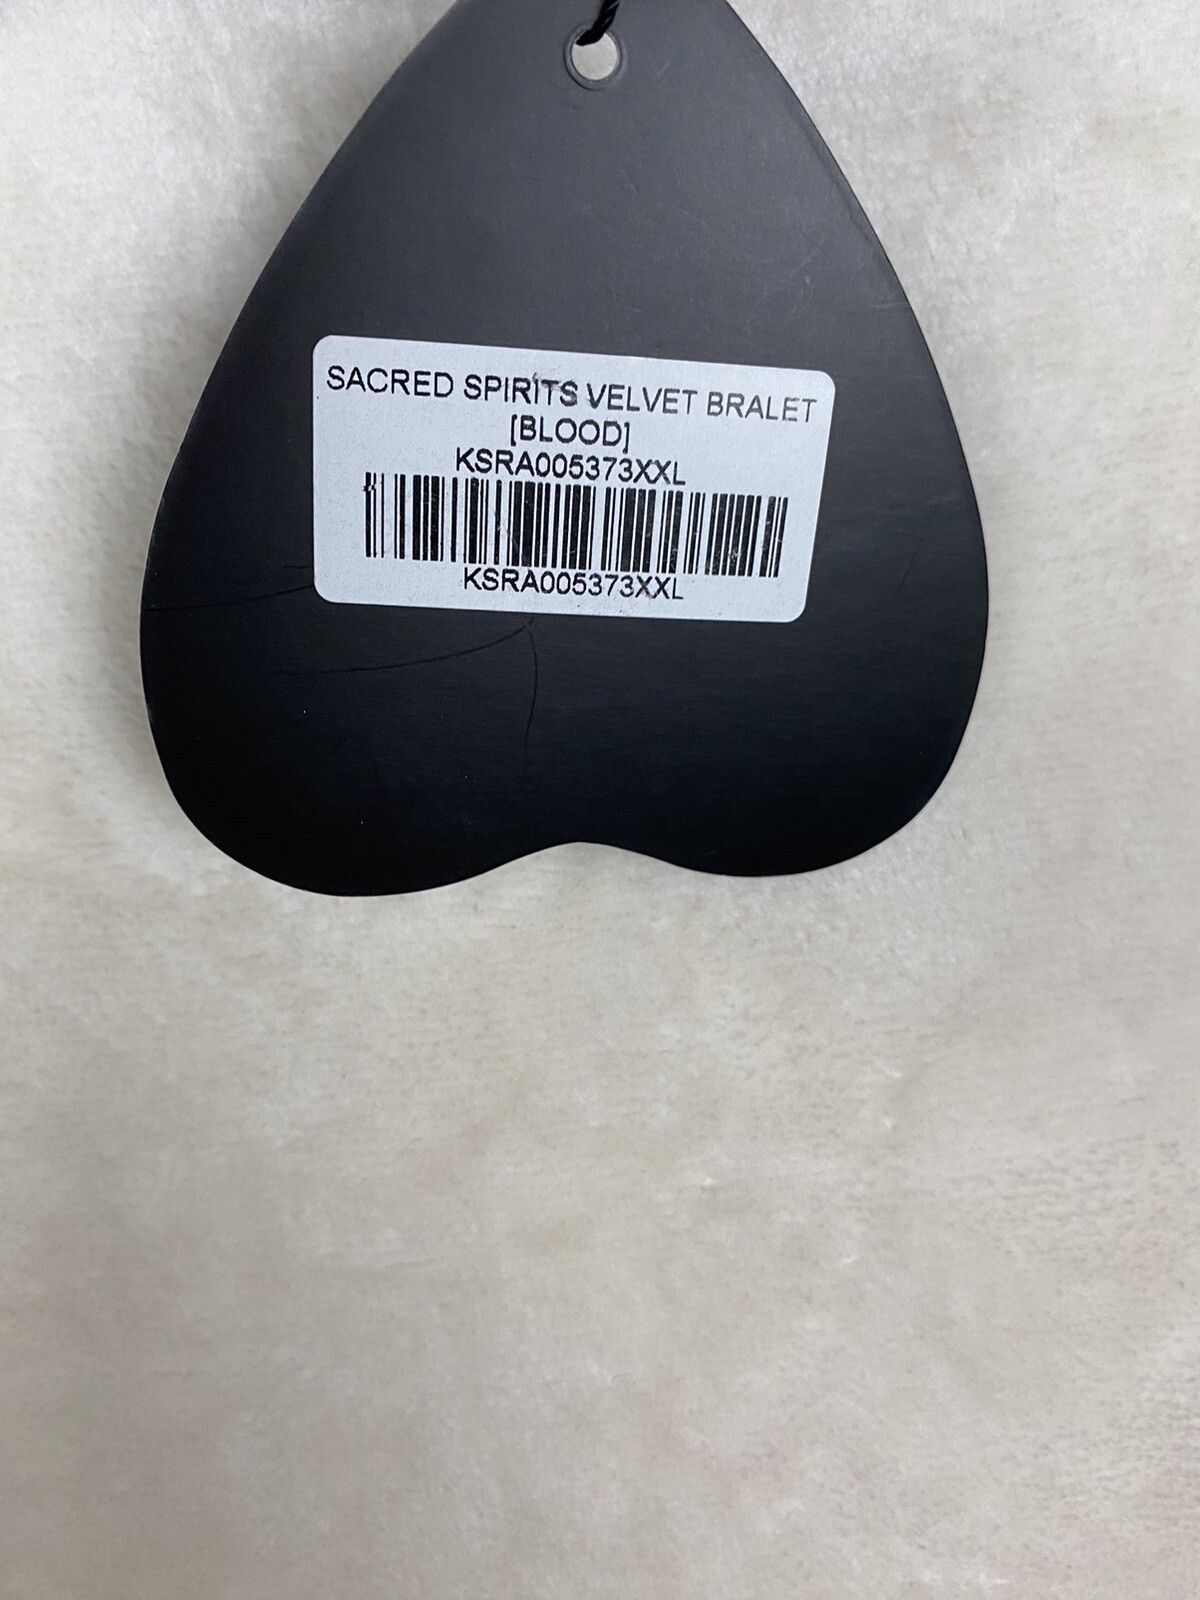 SACRED SPIRITS VELVET BRALET
[BLOOD]
KSRA005373XXL
KSRA005373XXL